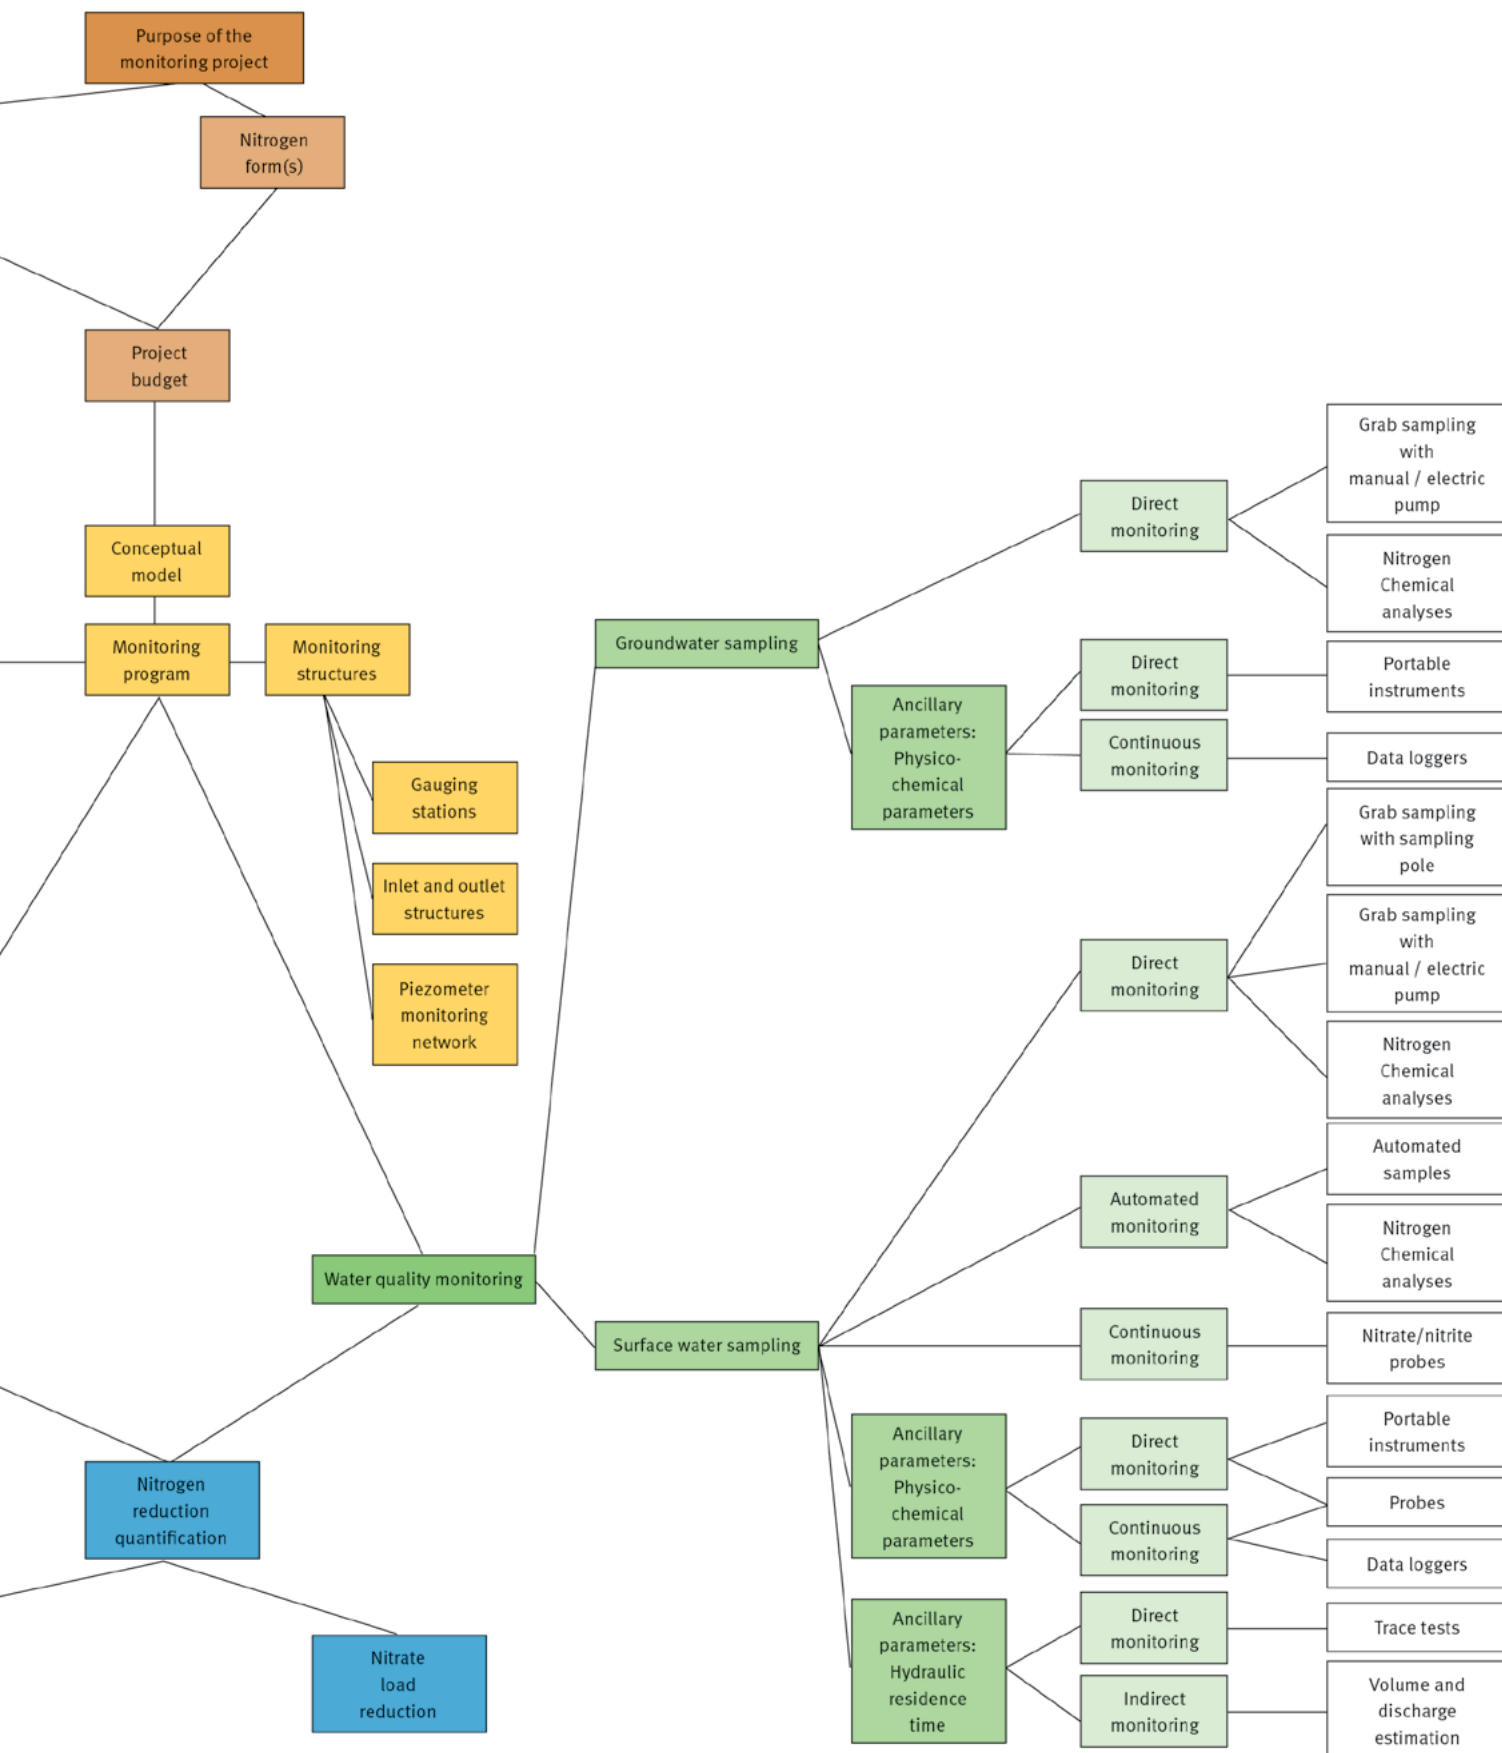 Purpose of the
monitoring project
Nitrogen
form(s)
Project
budget
Conceptual
model
Monitoring
program
Monitoring
structures
Gauging
stations
Inlet and outlet
structures
Piezometer
monitoring
network
Water quality monitoring
Nitrogen
reduction
quantification
Nitrate
load
reduction
Groundwater sampling
Direct
monitoring
Grab sampling
with
manual / electric
pump
Nitrogen
Chemical
analyses
Ancillary
parameters:
Physico-
chemical
parameters
Direct
monitoring
Portable
instruments
Continuous
monitoring
Data loggers
Surface water sampling
Direct
monitoring
Grab sampling
with sampling
pole
Grab sampling
with
manual / electric
pump
Nitrogen
Chemical
analyses
Automated
monitoring
Automated
samples
Nitrogen
Chemical
analyses
Continuous
monitoring
Nitrate/nitrite
probes
Ancillary
parameters:
Physico-
chemical
parameters
Direct
monitoring
Portable
instruments
Probes
Continuous
monitoring
Data loggers
Ancillary
parameters:
Hydraulic
residence
time
Direct
monitoring
Trace tests
Indirect
monitoring
Volume and
discharge
estimation